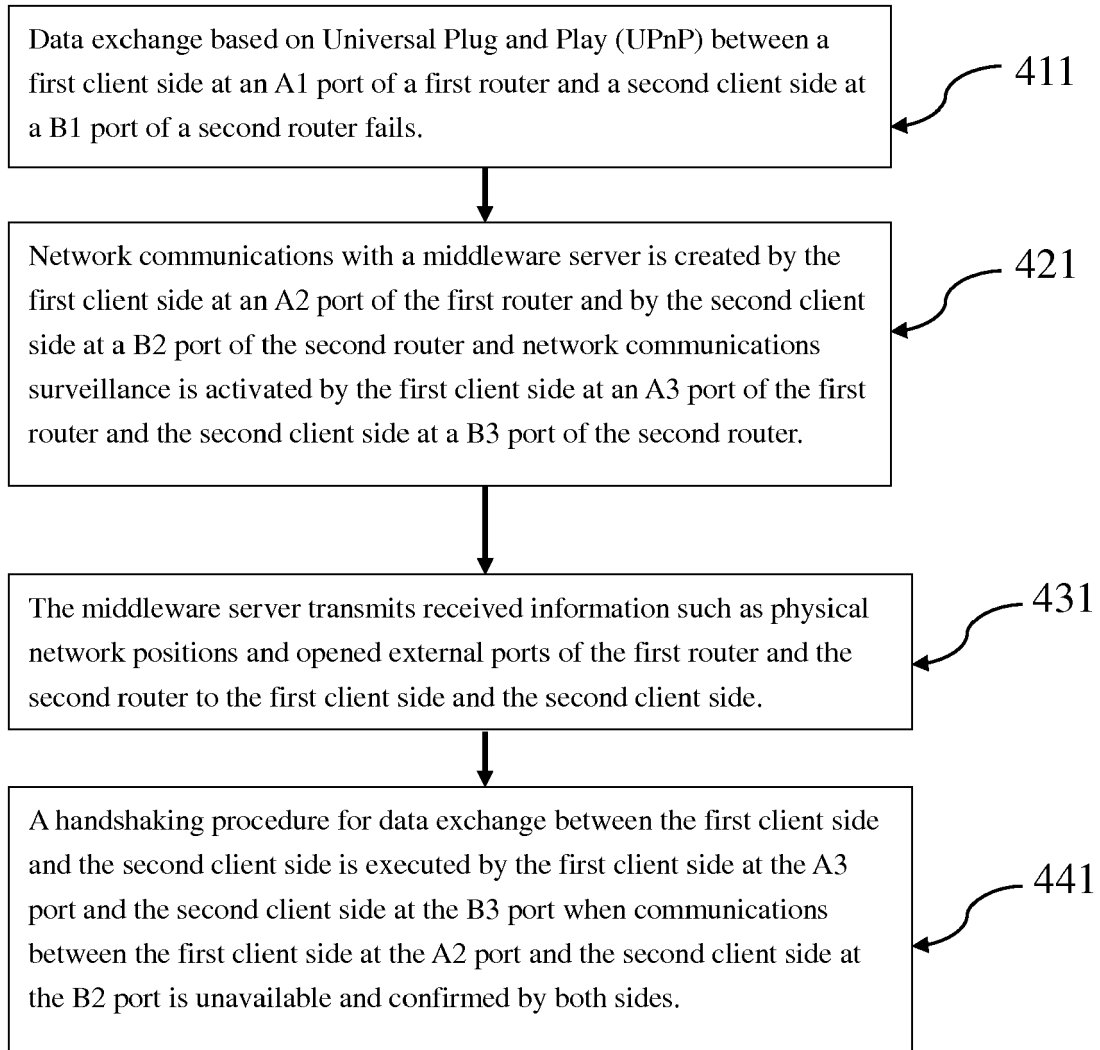 Data exchange based on Universal Plug and Play (UPnP) between a
first client side at an A1 port of a first router and a second client side at
a B1 port of a second router fails.
411
Network communications with a middleware server is created by the
first client side at an A2 port of the first router and by the second client
side at a B2 port of the second router and network communications
surveillance is activated by the first client side at an A3 port of the first
router and the second client side at a B3 port of the second router.
421
The middleware server transmits received information such as physical
network positions and opened external ports of the first router and the
second router to the first client side and the second client side.
431
A handshaking procedure for data exchange between the first client side
and the second client side is executed by the first client side at the A3
port and the second client side at the B3 port when communications
between the first client side at the A2 port and the second client side at
the B2 port is unavailable and confirmed by both sides.
441